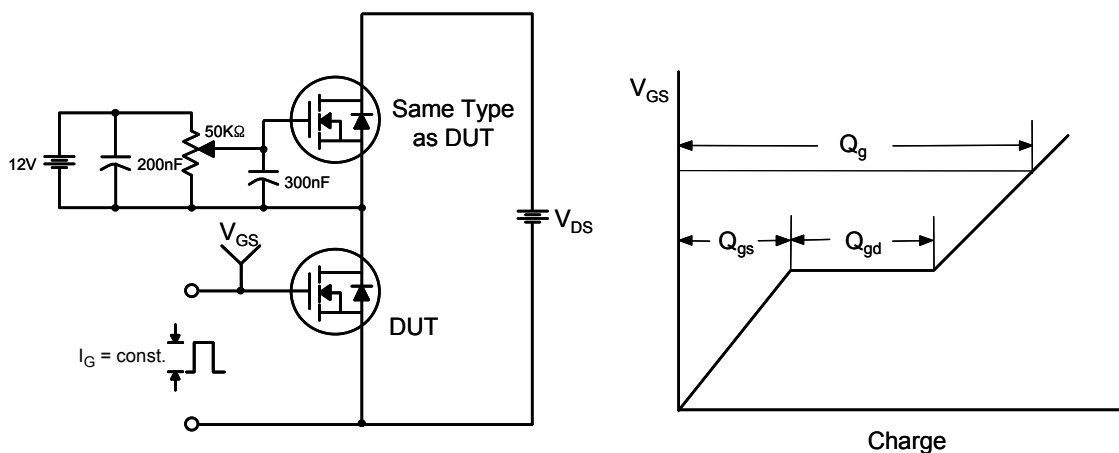 12V
200nF
50KΩ
300nF
Same Type
as DUT
V_DS
V_GS
DUT
I_G = const.
V_GS
Q_g
Q_gs
Q_gd
Charge